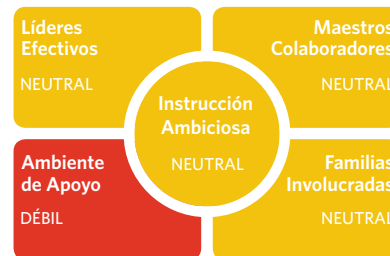 Líderes
Efectivos
NEUTRAL
Maestros
Colaboradores
NEUTRAL
Instrucción
Ambiciosa
NEUTRAL
Ambiente
de Apoyo
DÉBIL
Familias
Involucradas
NEUTRAL